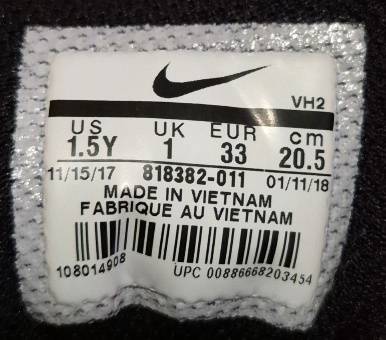 VH2
US UK EUR cm
1.5Y 1 33 20.5
11/15/17 818382-011 01/11/18
MADE IN VIETNAM
FABRIQUE AU VIETNAM
108014908 UPC 00886668203454